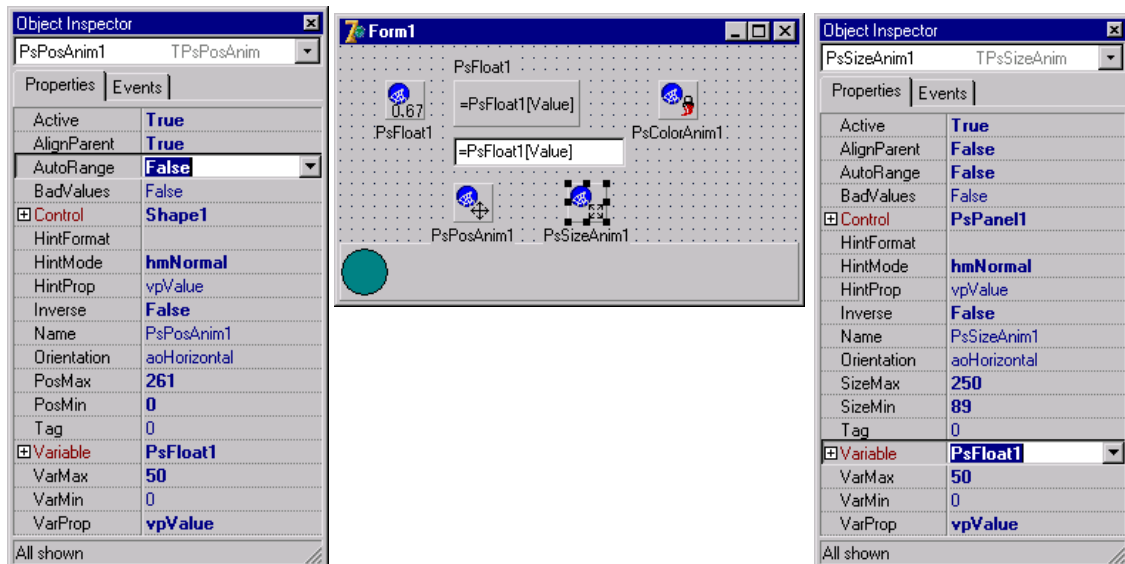 Object Inspector
PsPosAnim1 TPsPosAnim
Properties Events
Active True
AlignParent True
AutoRange False
BadValues False
Control Shape1
HintFormat
HintMode hmNormal
HintProp vpValue
Inverse False
Name PsPosAnim1
Orientation aoHorizontal
PosMax 261
PosMin 0
Tag 0
Variable PsFloat1
VarMax 50
VarMin 0
VarProp vpValue
All shown
Form1
PsFloat1
0.67
=PsFloat1[Value]
PsFloat1
PsColorAnim1
=PsFloat1[Value]
PsPosAnim1
PsSizeAnim1
Object Inspector
PsSizeAnim1 TPsSizeAnim
Properties Events
Active True
AlignParent False
AutoRange False
BadValues False
Control PsPanel1
HintFormat
HintMode hmNormal
HintProp vpValue
Inverse False
Name PsSizeAnim1
Orientation aoHorizontal
SizeMax 250
SizeMin 89
Tag 0
Variable PsFloat1
VarMax 50
VarMin 0
VarProp vpValue
All shown